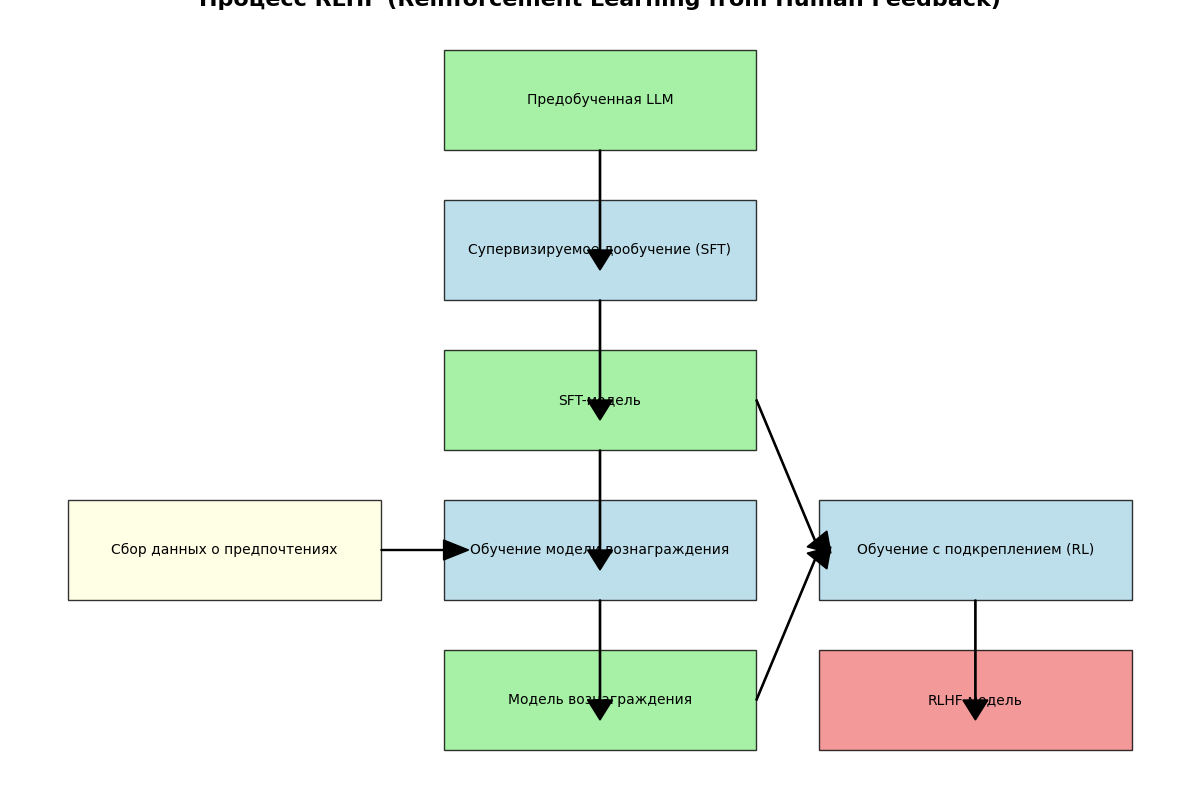 Процесс RLHF (Reinforcement Learning from Human Feedback)
Предобученная LLM
Супервизируемое дообучение (SFT)
SFT-модель
Сбор данных о предпочтениях
Обучение модели вознаграждения
Обучение с подкреплением (RL)
Модель вознаграждения
RLHF-модель